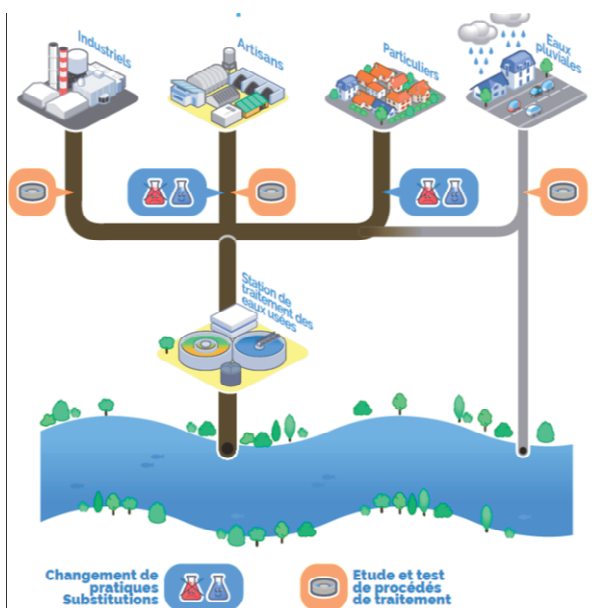 Industriels
Artisans
Particuliers
Eaux
pluviales
Station de
traitement des
eaux usées
Changement de
pratiques
Substitutions
Etude et test
de procédés
de traitement